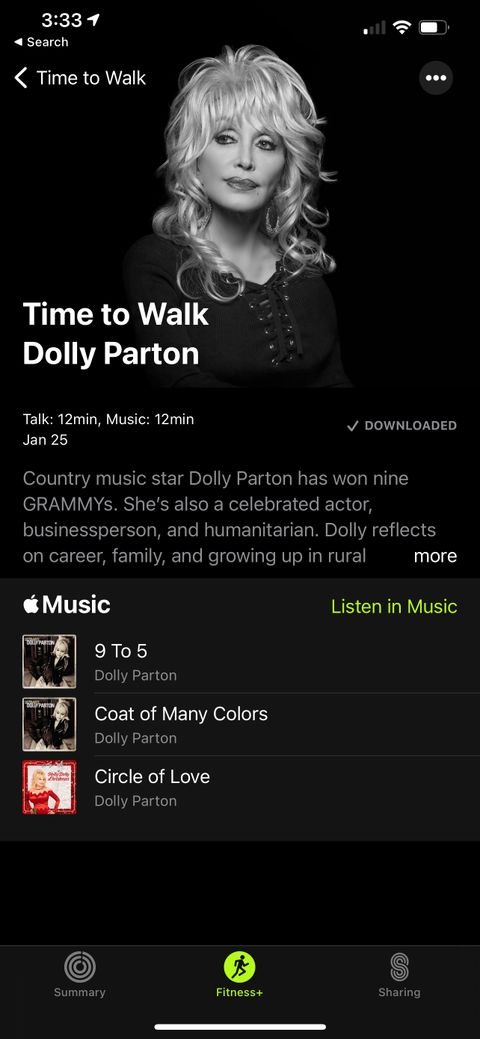 3:33
Search
Time to Walk
Time to Walk
Dolly Parton
Talk: 12min, Music: 12min
DOWNLOADED
Jan 25
Country music star Dolly Parton has won nine
GRAMMYs. She’s also a celebrated actor,
businessperson, and humanitarian. Dolly reflects
on career, family, and growing up in rural more
Music
Listen in Music
9 To 5
Dolly Parton
Coat of Many Colors
Dolly Parton
Circle of Love
Dolly Parton
Summary
Fitness+
Sharing